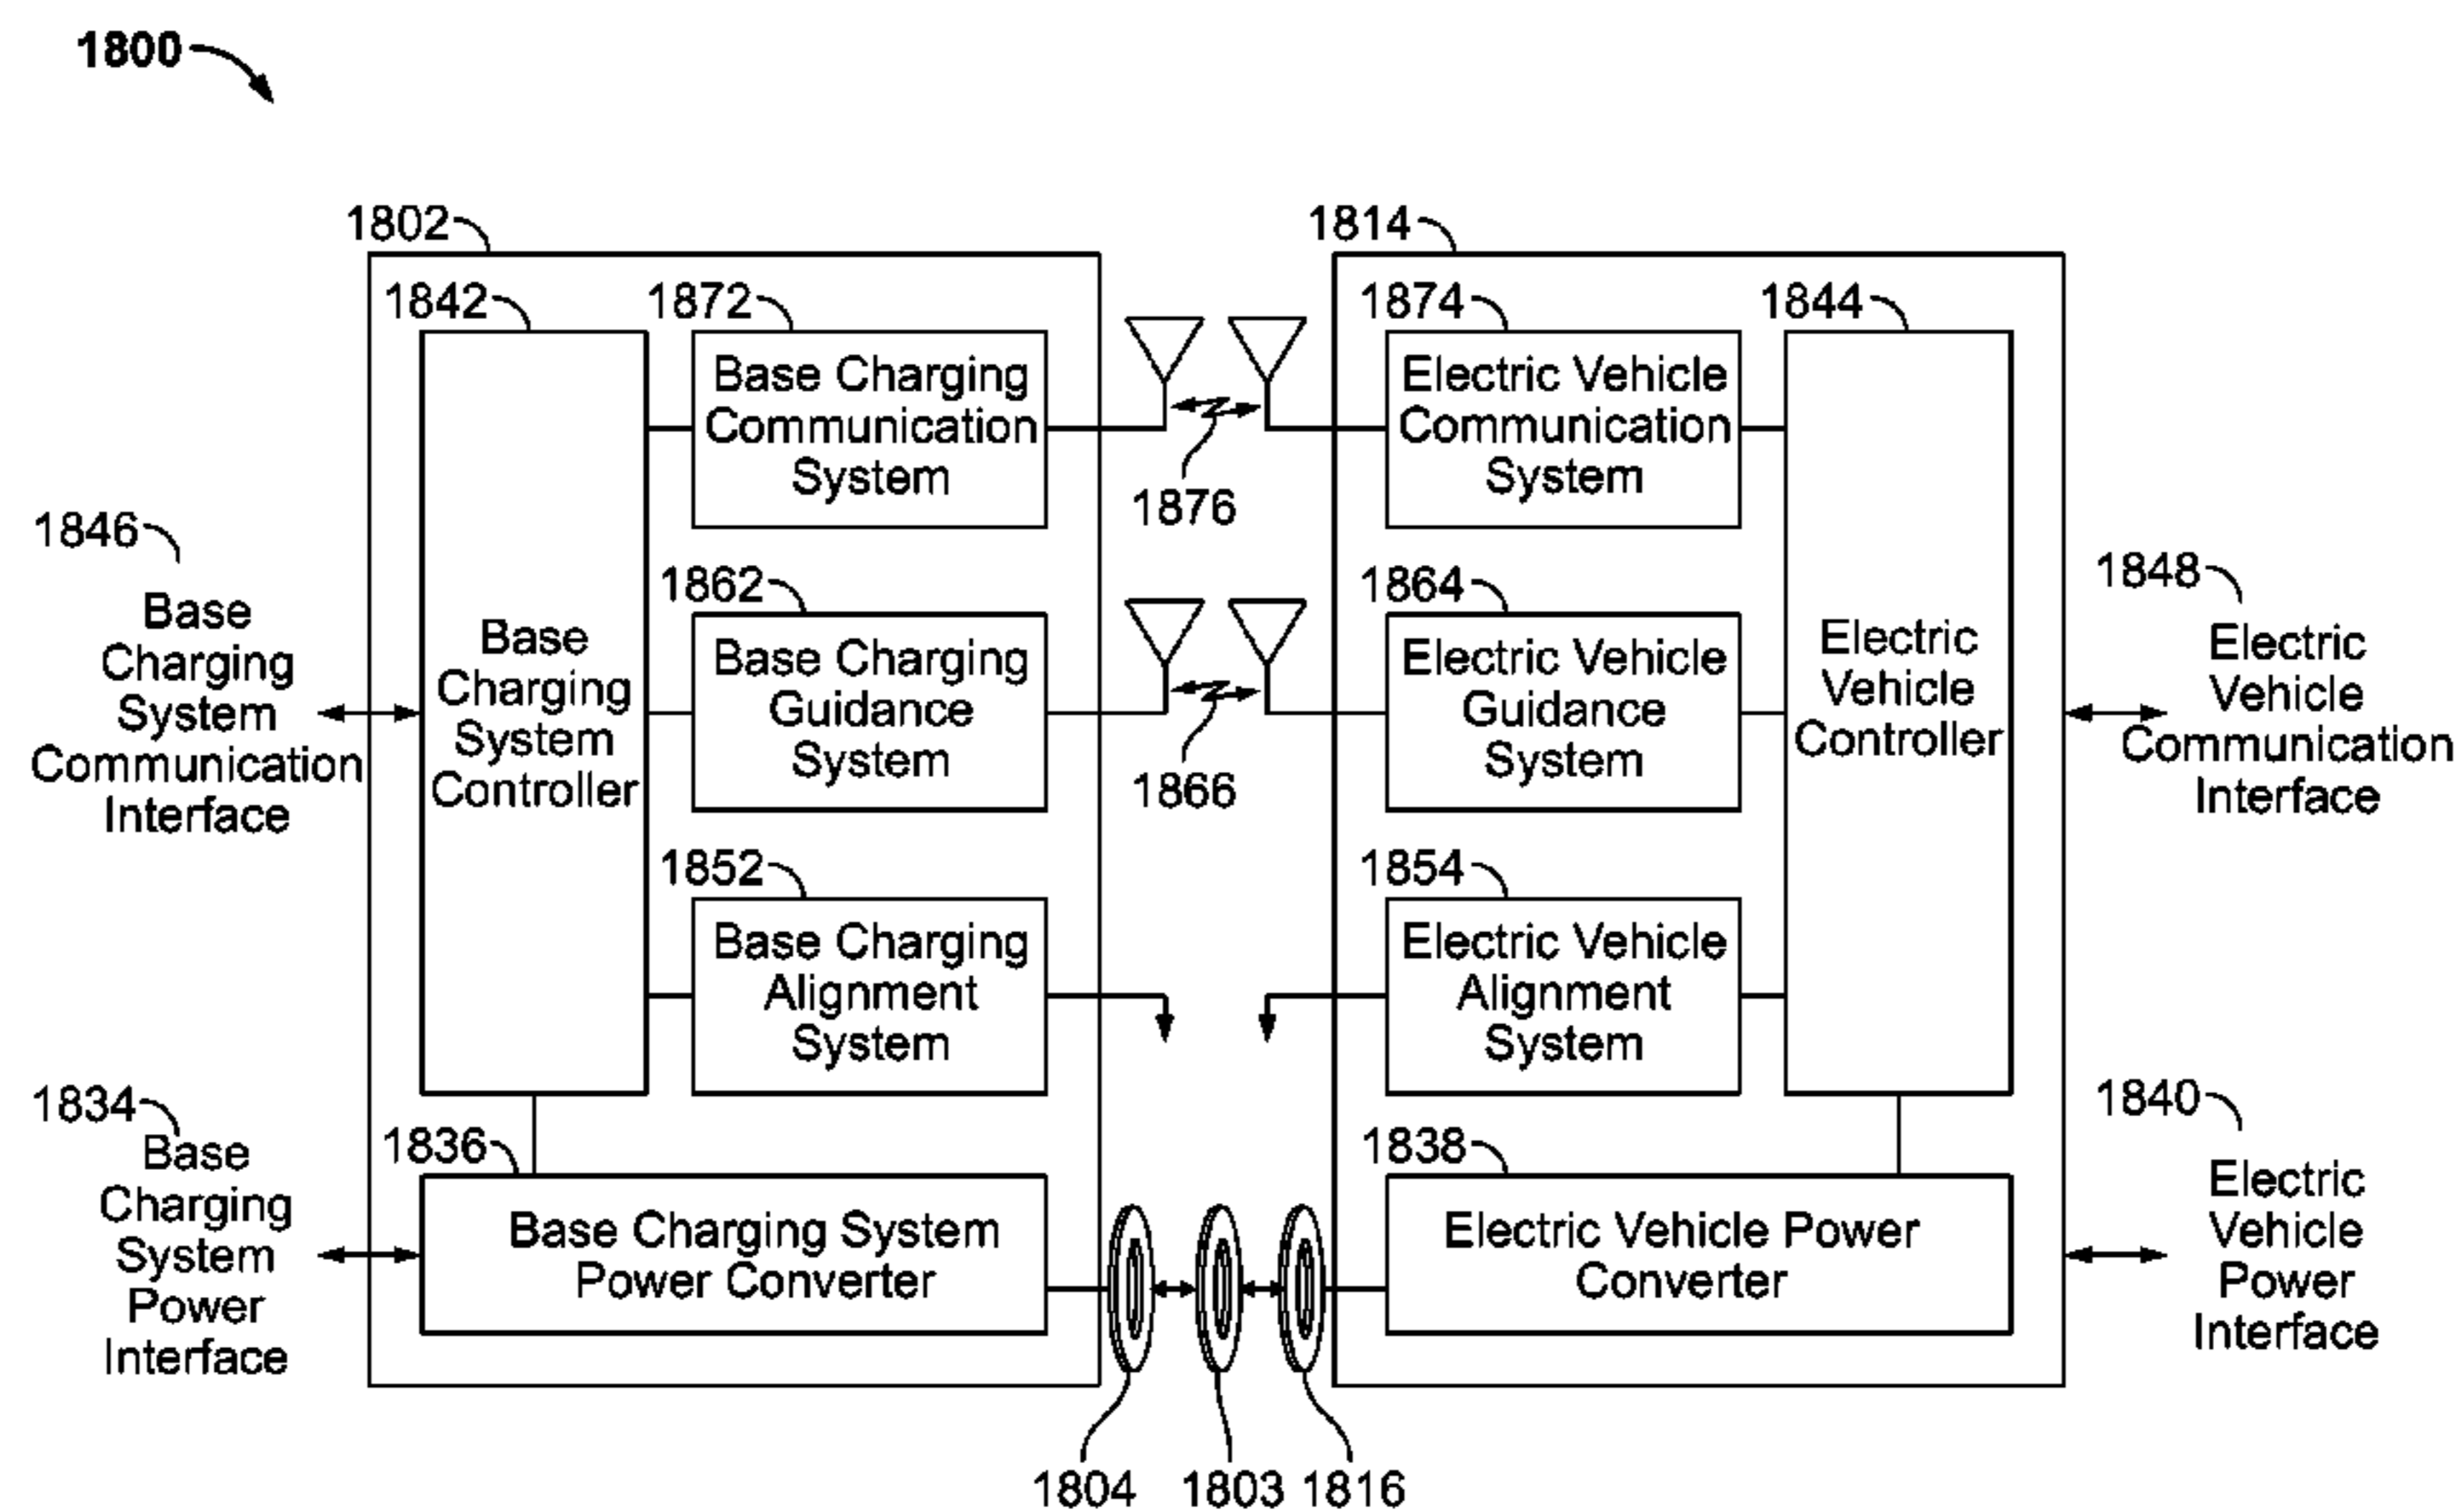 1800
1802
1814
1842
1872
1874
1844
Base Charging
Communication
System
Electric Vehicle
Communication
System
1876
1846
Base
Charging
System
Communication
Interface
Base
Charging
System
Controller
1862
Base Charging
Guidance
System
1866
1864
Electric Vehicle
Guidance
System
Electric
Vehicle
Controller
1848
Electric
Vehicle
Communication
Interface
1852
Base Charging
Alignment
System
1854
Electric Vehicle
Alignment
System
1834
Base
Charging
System
Power
Interface
1836
Base Charging System
Power Converter
1838
Electric Vehicle Power
Converter
1840
Electric
Vehicle
Power
Interface
1804
1803
1816